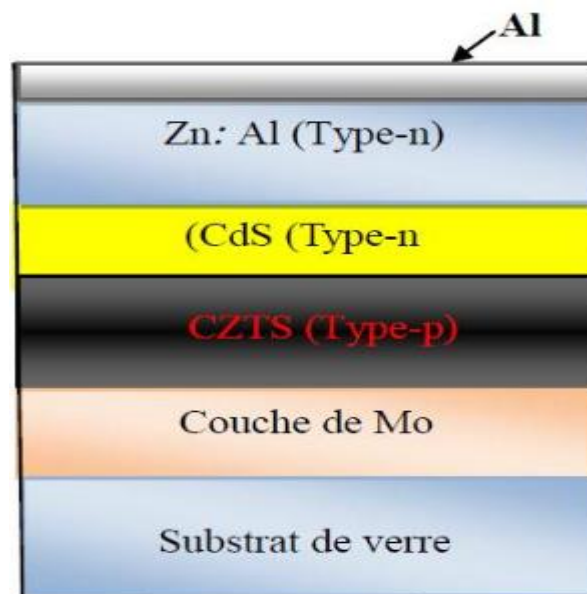 Al
Zn: Al (Type-n)
(CdS (Type-n
CZTS (Type-p)
Couche de Mo
Substrat de verre